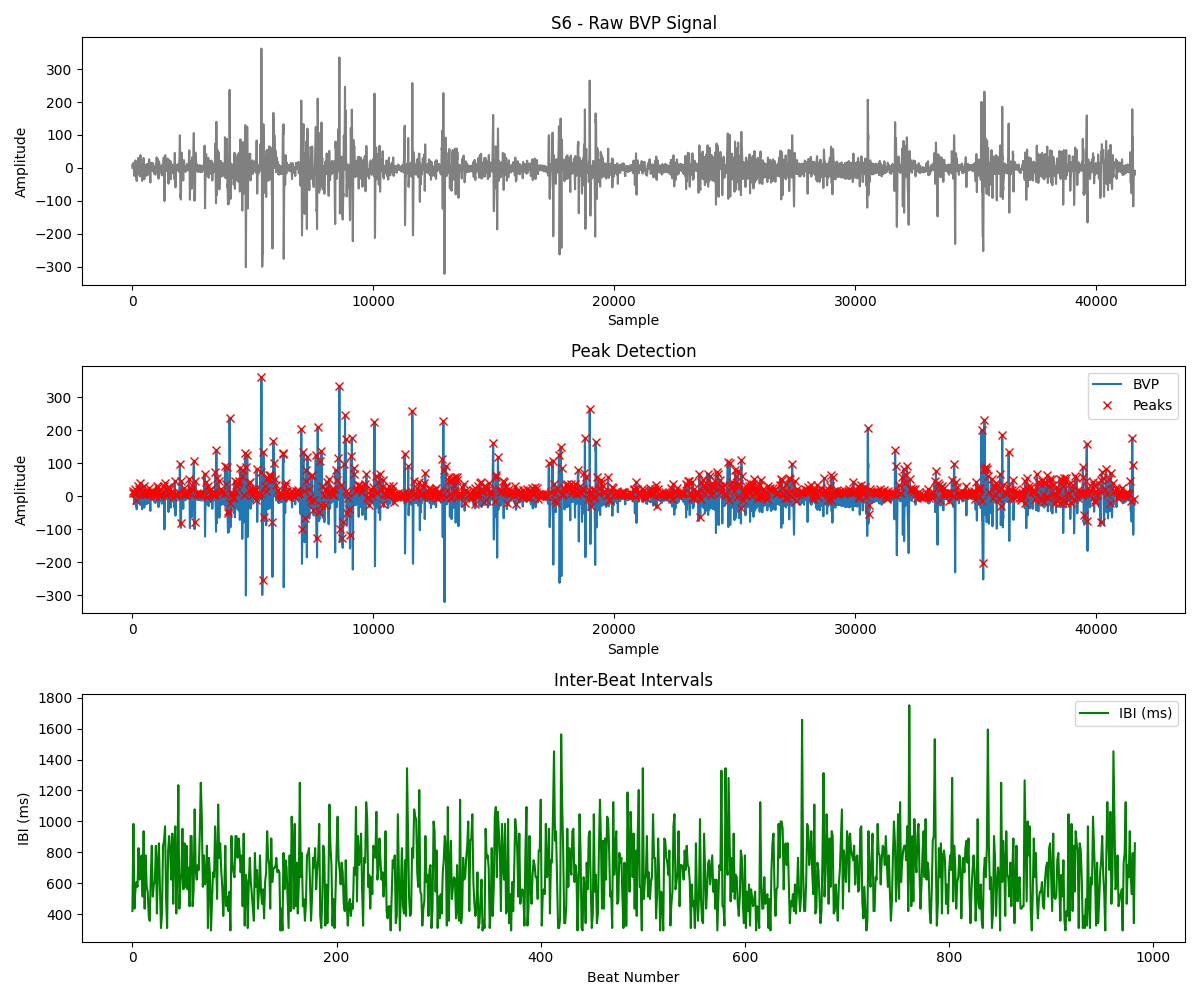 S6 - Raw BVP Signal
300
200
100
0
−100
−200
−300
Amplitude
0 10000 20000 30000 40000
Sample
Peak Detection
BVP
Peaks
300
200
100
0
−100
−200
−300
Amplitude
0 10000 20000 30000 40000
Sample
Inter-Beat Intervals
IBI (ms)
1800
1600
1400
1200
1000
800
600
400
IBI (ms)
0 200 400 600 800 1000
Beat Number